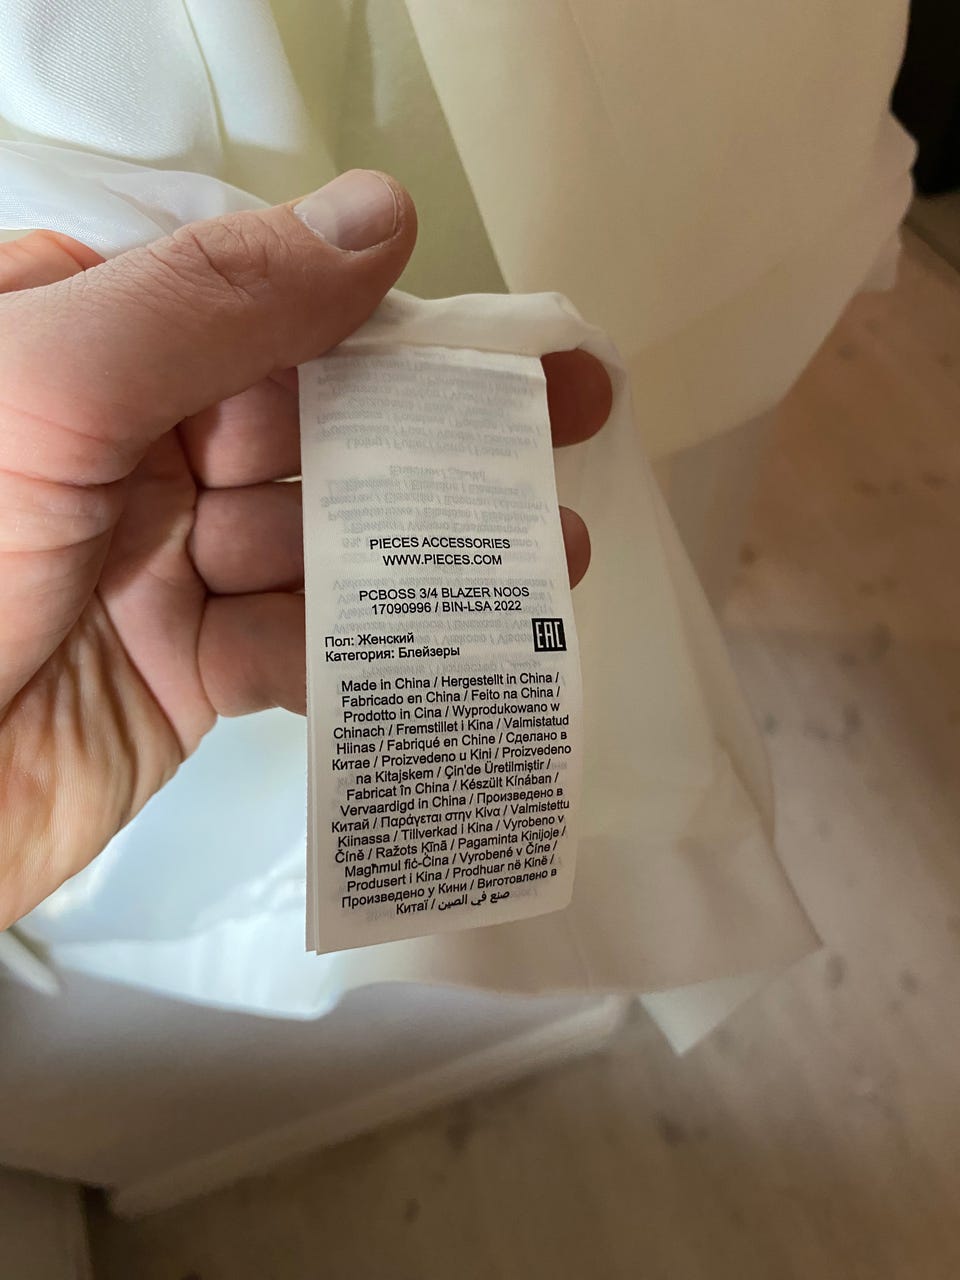 PIECES ACCESSORIES
WWW.PIECES.COM
PCBOSS 3/4 BLAZER NOOS
17090996 / BIN-LSA 2022
Пол: Женский
Категория: Блейзеры
EAC
Made in China / Hergestellt in China /
Fabricado en China / Feito na China /
Prodotto in Cina / Wyprodukowano w
Chinach / Fremstillet i Kina / Valmistatud
Hiinas / Fabriqué en Chine / Сделано в
Китае / Proizvedeno u Kini / Proizvedeno
na Kitajskem / Çin'de Üretilmiştir /
Fabricat în China / Készült Kínában /
Vervaardigd in China / Произведено в
Китай / Παράγεται στην Κίνα / Valmistettu
Kiinassa / Tillverkad i Kina / Vyrobeno v
Číně / Ražots Ķīnā / Pagaminta Kinijoje /
Magħmul fiċ-Ċina / Vyrobené v Číne /
Produsert i Kina / Prodhuar në Kinë /
Произведено у Кини / Виготовлено в
Китаї / صنع في الصين